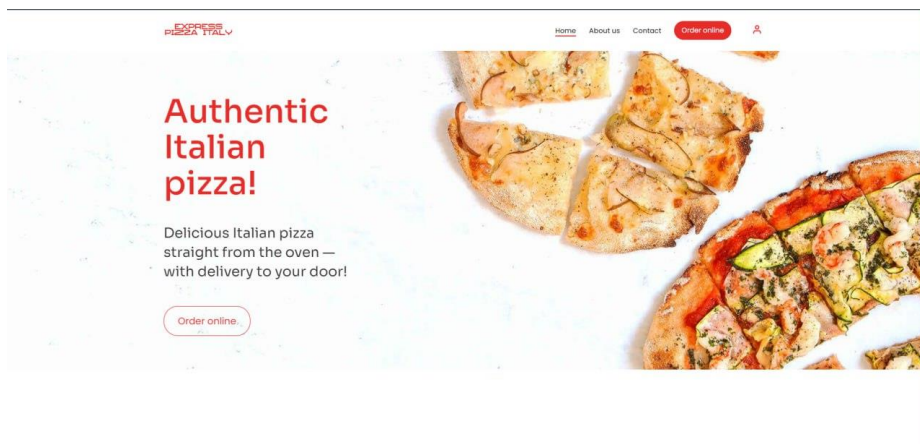 EXPRESS
PIZZA ITALY
Home About us Contact Order online
Authentic
Italian
pizza!
Delicious Italian pizza
straight from the oven —
with delivery to your door!
Order online